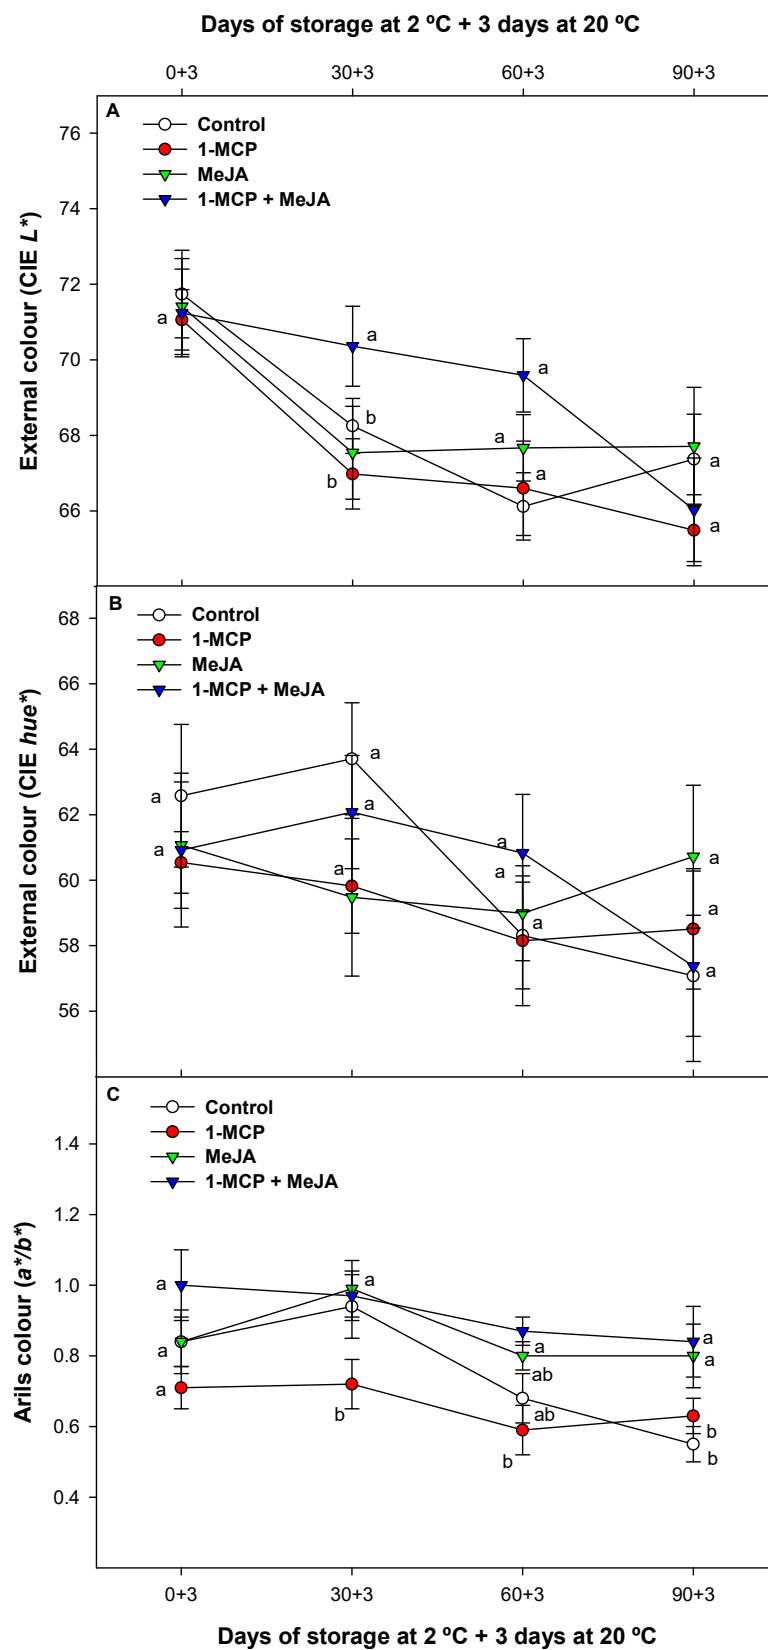 Days of storage at 2 ºC + 3 days at 20 ºC
0+3 30+3 60+3 90+3
A
Control
1-MCP
MeJA
1-MCP + MeJA
External colour (CIE L*)
76
74
72
70
68
66
a
a
b
b
a
a
a
a
a
B
Control
1-MCP
MeJA
1-MCP + MeJA
External colour (CIE hue*)
68
66
64
62
60
58
56
a
a
a
a
a
a
a
a
a
a
a
C
Control
1-MCP
MeJA
1-MCP + MeJA
Arils colour (a*/b*)
1.4
1.2
1.0
0.8
0.6
0.4
a
a
a
a
b
a
ab
ab
b
a
a
b
b
0+3 30+3 60+3 90+3
Days of storage at 2 ºC + 3 days at 20 ºC